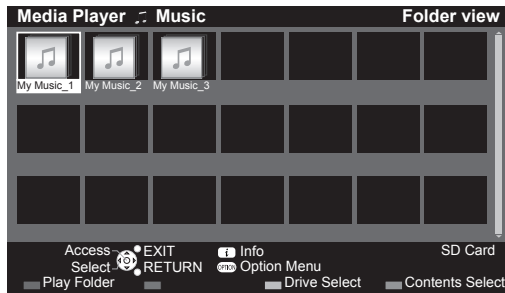 Media Player Music Folder view
My Music_1 My Music_2 My Music_3
Access EXIT i Info SD Card
Select RETURN OPTION Option Menu
Play Folder Drive Select Contents Select